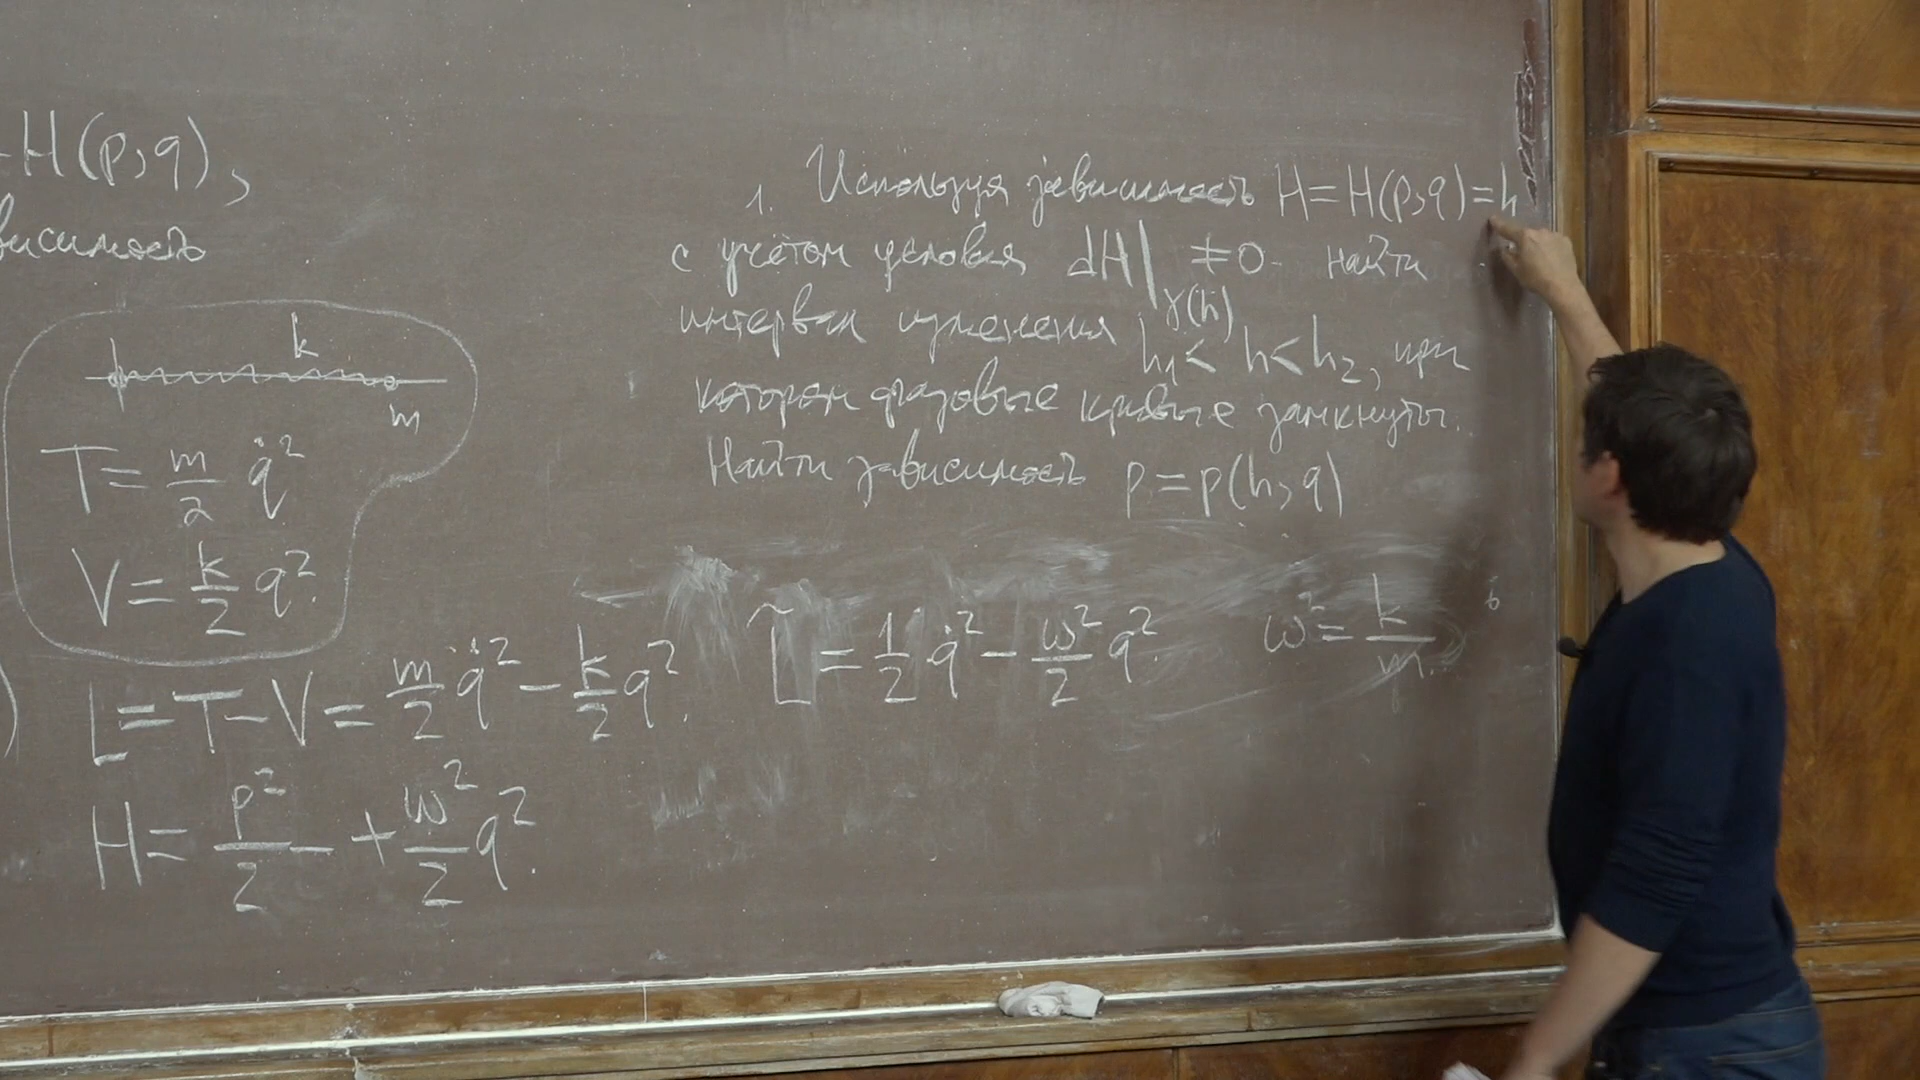 H(p,q),
висимость
k
m
T = m/2 q̇²
V = k/2 q².
L = T - V = m/2 q̇² - k/2 q².
H = p²/2 + ω²/2 q².
1. Используя зависимость H = H(p,q) = h
с учётом условия dH|γ(h) ≠ 0 найти
интервал изменения h₁ < h < h₂, при
котором фазовые кривые замкнуты.
Найти зависимость p = p(h,q)
L̃ = 1/2 q̇² - ω²/2 q². ω² = k/m.